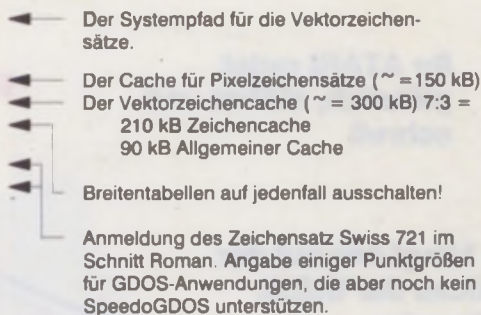 Der Systempfad für die Vektorzeichen-
sätze.
Der Cache für Pixelzeichensätze ( ~ =150 kB)
Der Vektorzeichencache ( ~ = 300 kB) 7:3 =
210 kB Zeichencache
90 kB Allgemeiner Cache
Breitentabellen auf jedenfall ausschalten!
Anmeldung des Zeichensatz Swiss 721 im
Schnitt Roman. Angabe einiger Punktgrößen
für GDOS-Anwendungen, die aber noch kein
SpeedoGDOS unterstützen.